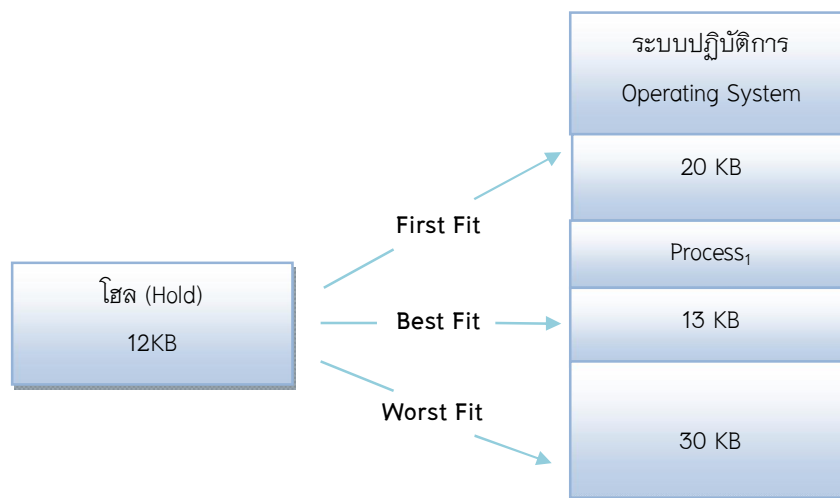 ระบบปฏิบัติการ
Operating System
20 KB
First Fit
Process₁
โฮล (Hold)
12KB
Best Fit
13 KB
Worst Fit
30 KB